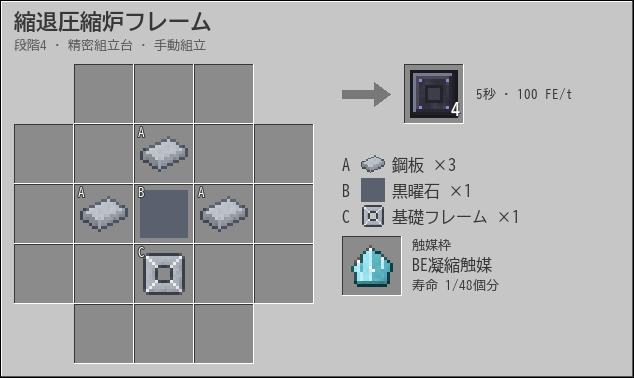 縮退圧縮炉フレーム
段階4 · 精密組立台 · 手動組立
A
A
B
A
C
4
5秒 · 100 FE/t
A 鋼板 ×3
B 黒曜石 ×1
C 基礎フレーム ×1
触媒枠
BE凝縮触媒
寿命 1/48個分